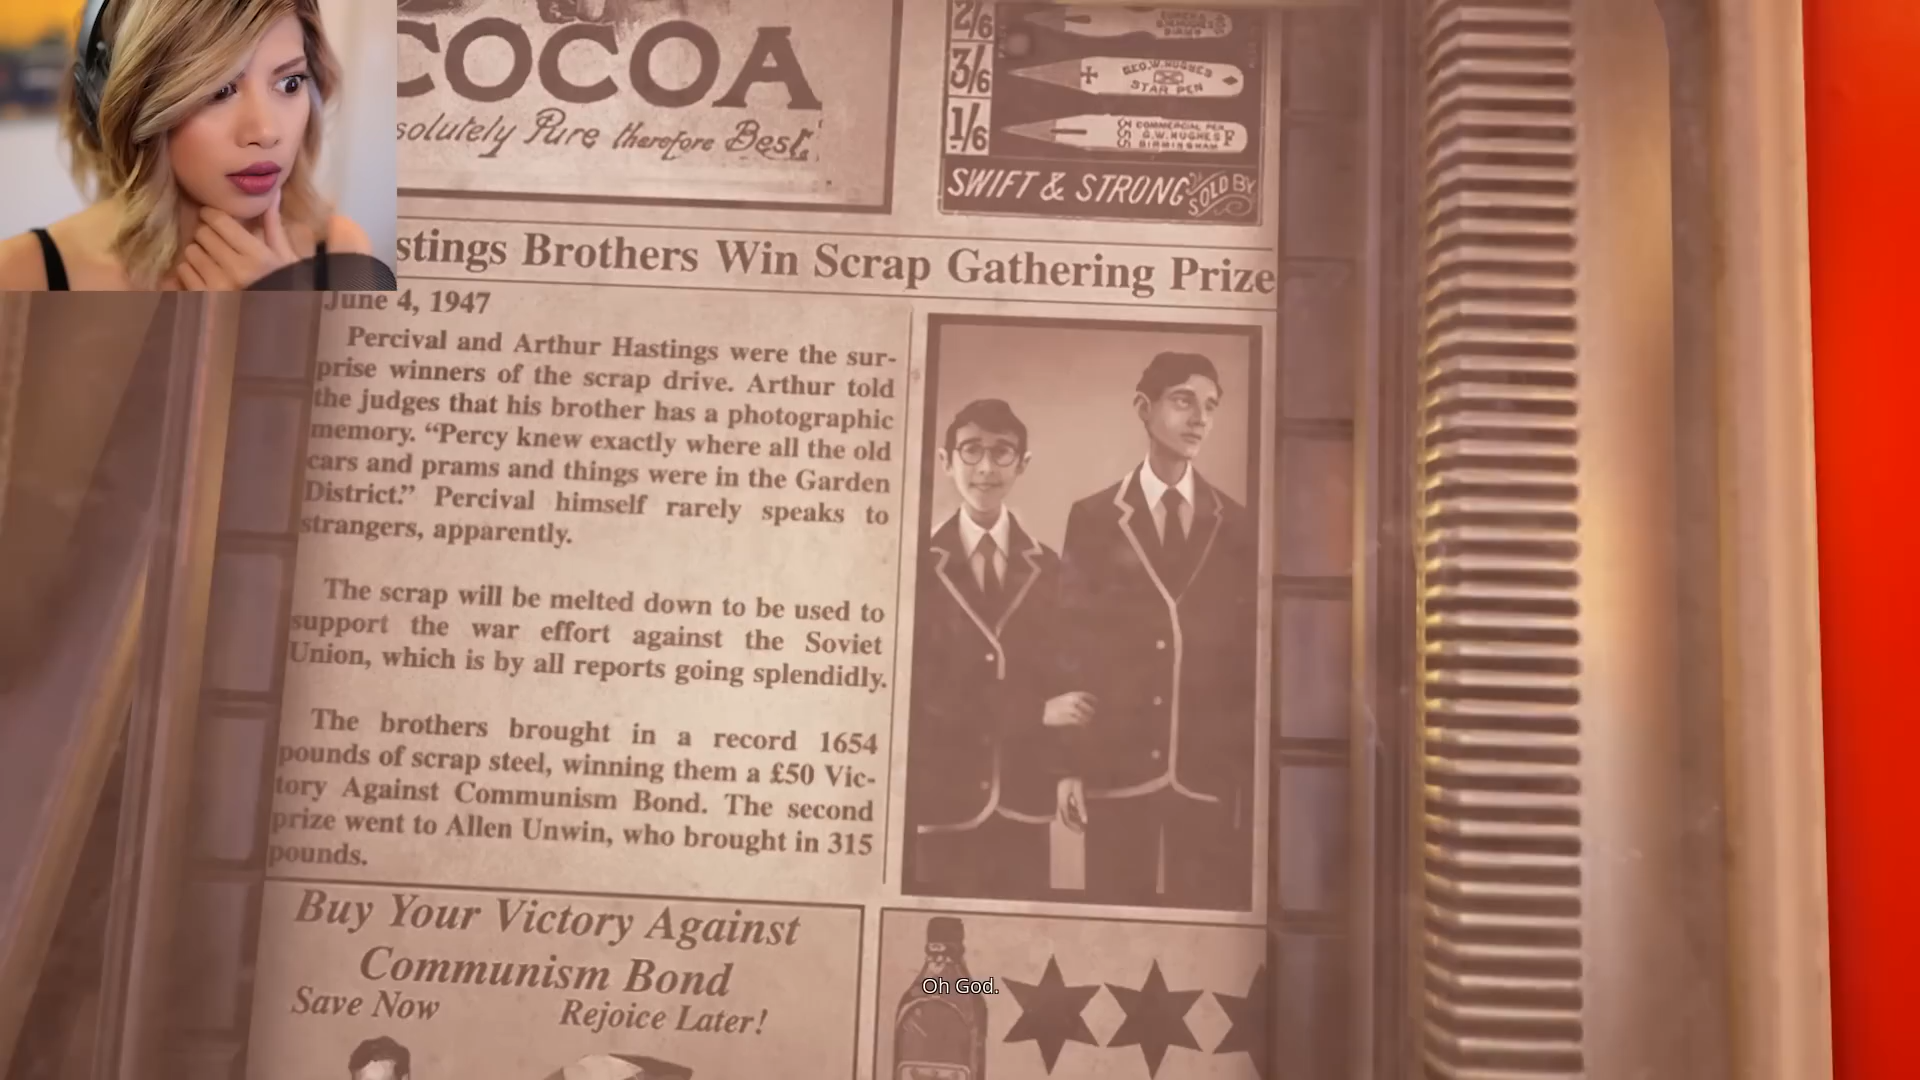 COCOA
solutely Pure therefore Best.
2/6
3/6
GEO.W.HUGHES
STAR PEN
1/6
COMMERCIAL PEN
G.W.HUGHES F
BIRMINGHAM
SWIFT & STRONG
SOLD BY
stings Brothers Win Scrap Gathering Prize
June 4, 1947
Percival and Arthur Hastings were the sur-
prise winners of the scrap drive. Arthur told
the judges that his brother has a photographic
memory. “Percy knew exactly where all the old
cars and prams and things were in the Garden
District.” Percival himself rarely speaks to
strangers, apparently.
The scrap will be melted down to be used to
support the war effort against the Soviet
Union, which is by all reports going splendidly.
The brothers brought in a record 1654
pounds of scrap steel, winning them a £50 Vic-
tory Against Communism Bond. The second
prize went to Allen Unwin, who brought in 315
pounds.
Buy Your Victory Against
Communism Bond
Save Now
Rejoice Later!
Oh God.